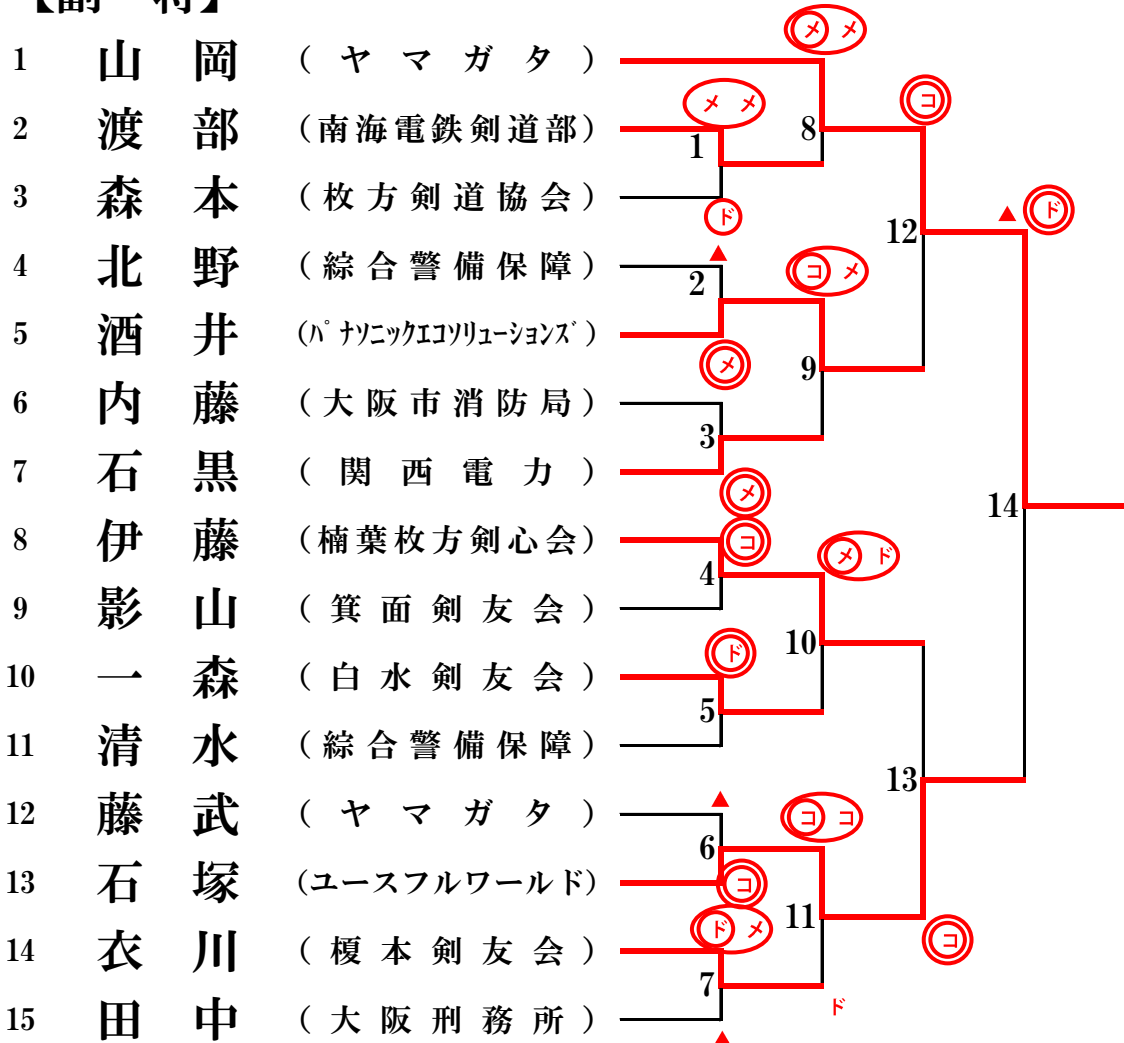 【副 将】
1 山 岡 （ ヤ マ ガ タ ）
2 渡 部 （南海電鉄剣道部）
3 森 本 （枚方剣道協会）
4 北 野 （綜合警備保障）
5 酒 井 （ﾊﾟﾅソニックエコソリューションズ）
6 内 藤 （大阪市消防局）
7 石 黒 （ 関 西 電 力 ）
8 伊 藤 （楠葉枚方剣心会）
9 影 山 （箕面剣友会）
10 一 森 （白水剣友会）
11 清 水 （綜合警備保障）
12 藤 武 （ ヤ マ ガ タ ）
13 石 塚 （ユースフルワールド）
14 衣 川 （榎本剣友会）
15 田 中 （大阪刑務所）
メ メ
メ メ
1
ド
8
コ
▲
2
メ
コ メ
9
12
▲ ド
3
メ
コ
4
メ ド
10
ド
5
14
▲
6
コ
コ コ
11
13
コ
ド メ
7
ド
▲